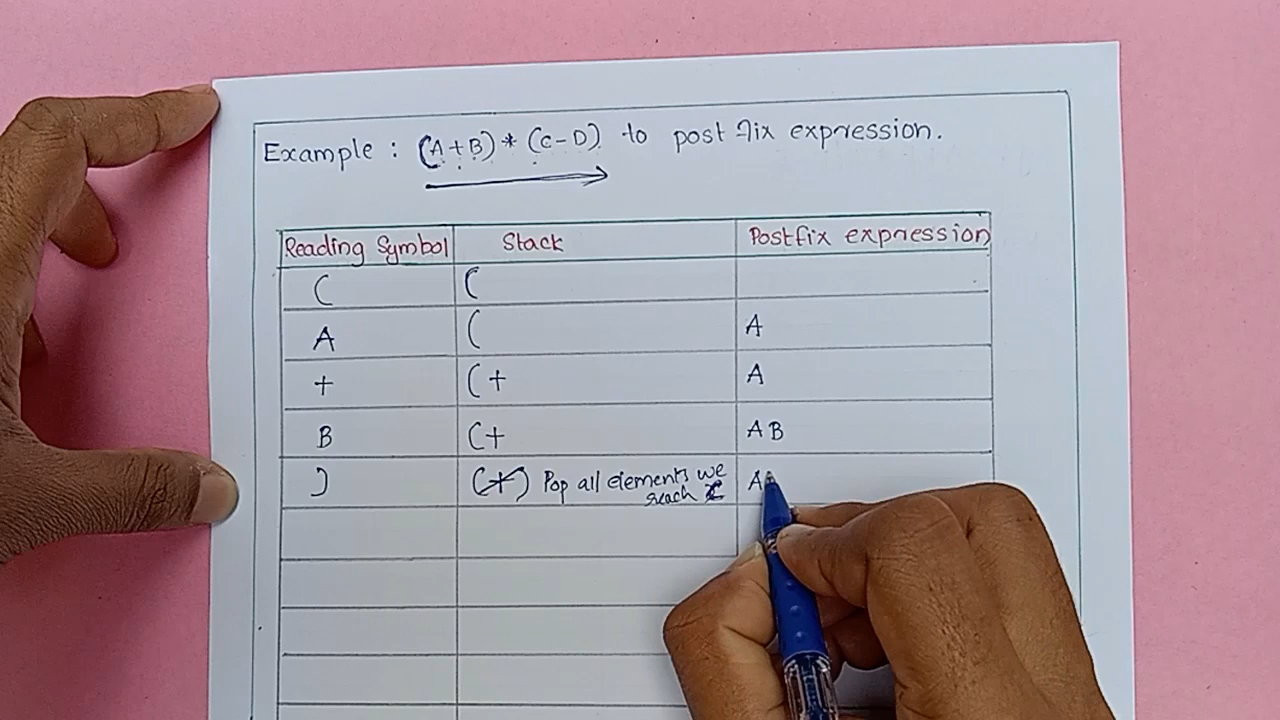 Example : (A+B) * (C-D) to post fix expression.
Reading Symbol Stack Postfix expression
( (
A ( A
+ (+ A
B (+ AB
) (+) Pop all elements we A
reach (